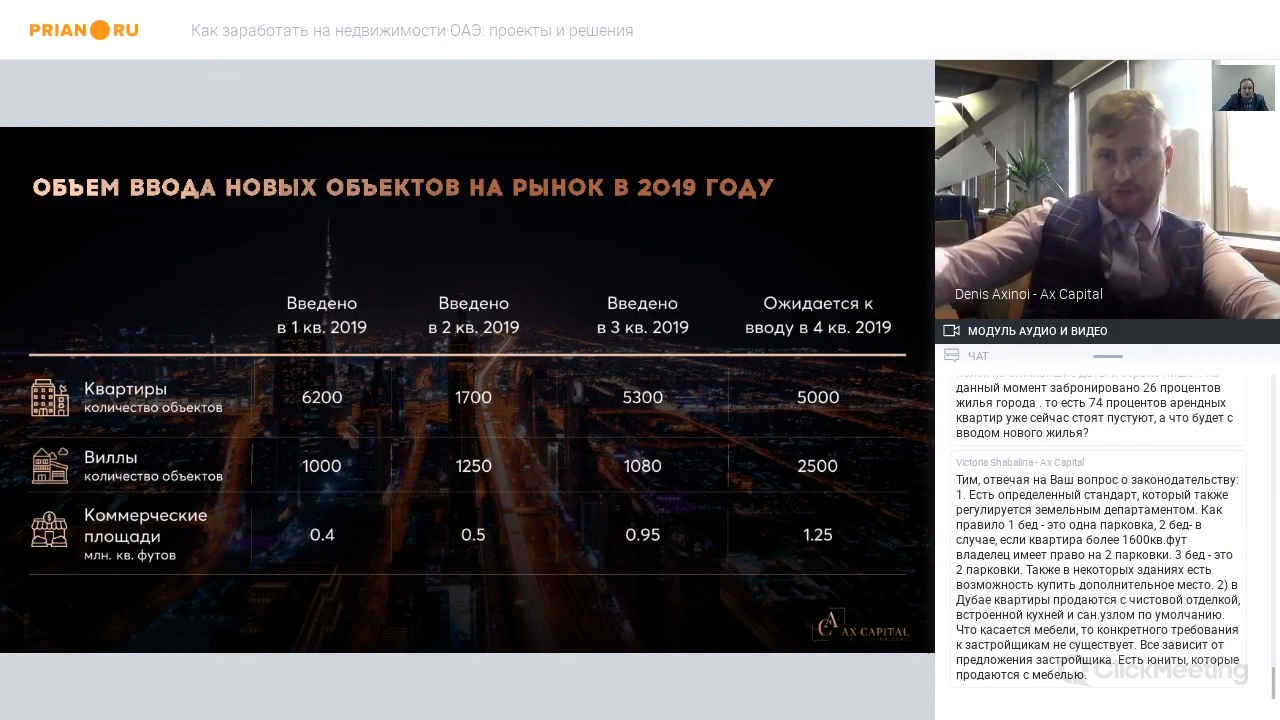 PRIAN RU
Как заработать на недвижимости ОАЭ: проекты и решения
ОБЪЕМ ВВОДА НОВЫХ ОБЪЕКТОВ НА РЫНОК В 2019 ГОДУ
Введено
в 1 кв. 2019
Введено
в 2 кв. 2019
Введено
в 3 кв. 2019
Ожидается к
вводу в 4 кв. 2019
Квартиры
количество объектов
6200
1700
5300
5000
Виллы
количество объектов
1000
1250
1080
2500
Коммерческие
площади
млн. кв. футов
0.4
0.5
0.95
1.25
AX CAPITAL
Denis Axinoi - Ax Capital
МОДУЛЬ АУДИО И ВИДЕО
ЧАТ
данный момент забронировано 26 процентов
жилья города . то есть 74 процентов арендных
квартир уже сейчас стоят пустуют, а что будет с
вводом нового жилья?
Victoria Shabalina - Ax Capital
Тим, отвечая на Ваш вопрос о законодательству:
1. Есть определенный стандарт, который также
регулируется земельным департаментом. Как
правило 1 бед - это одна парковка, 2 бед- в
случае, если квартира более 1600кв.фут
владелец имеет право на 2 парковки. 3 бед - это
2 парковки. Также в некоторых зданиях есть
возможность купить дополнительное место. 2) в
Дубае квартиры продаются с чистовой отделкой,
встроенной кухней и сан.узлом по умолчанию.
Что касается мебели, то конкретного требования
к застройщикам не существует. Все зависит от
предложения застройщика. Есть юниты, которые
продаются с мебелью.
ClickMeeting